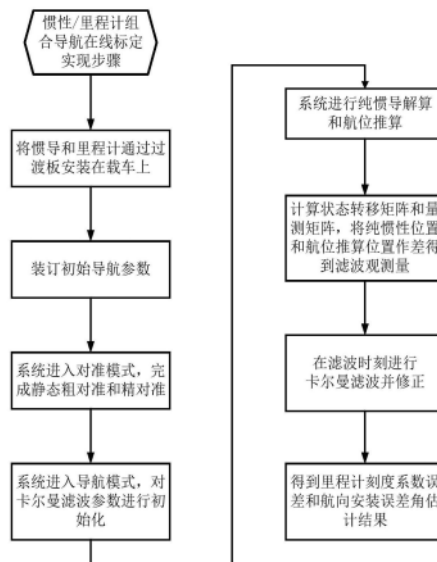 惯性/里程计组
合导航在线标定
实现步骤
将惯导和里程计通过过
渡板安装在载车上
装订初始导航参数
系统进入对准模式，完
成静态粗对准和精对准
系统进入导航模式，对
卡尔曼滤波参数进行初
始化
系统进行纯惯导解算
和航位推算
计算状态转移矩阵和量
测矩阵，将纯惯性位置
和航位推算位置作差得
到滤波观测量
在滤波时刻进行
卡尔曼滤波并修正
得到里程计刻度系数误
差和航向安装误差角估
计结果